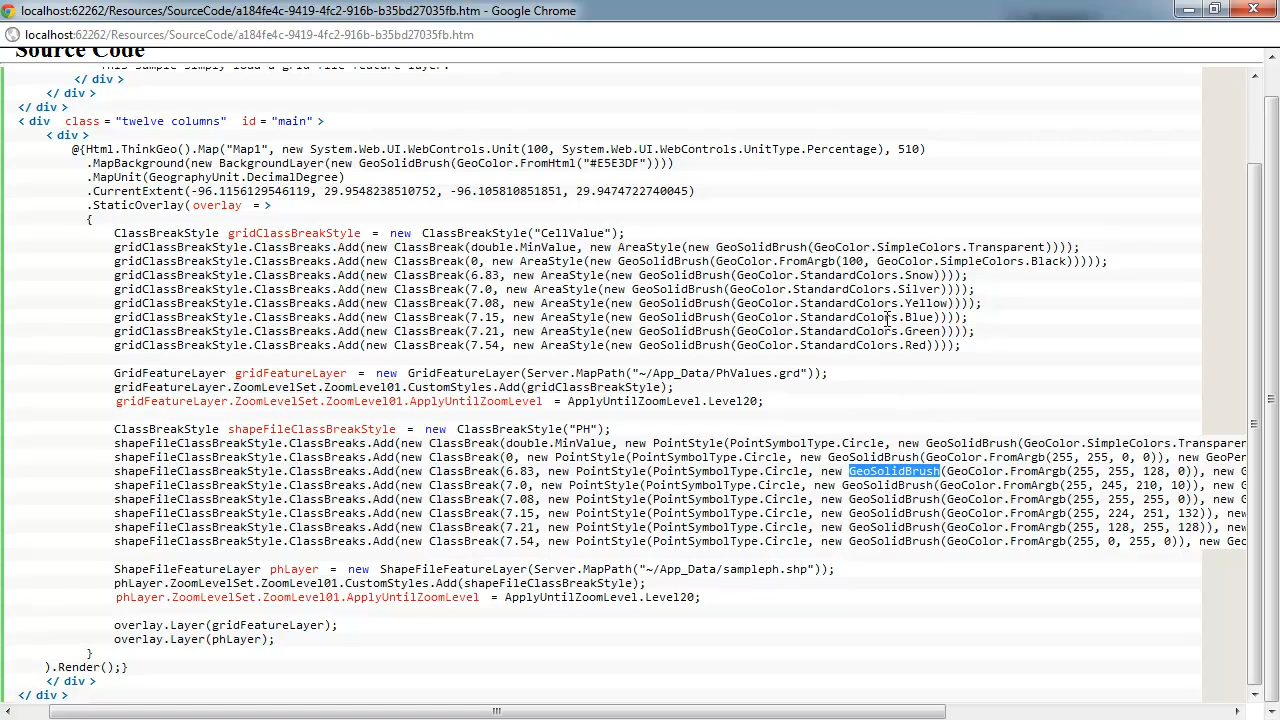 localhost:62262/Resources/SourceCode/a184fe4c-9419-4fc2-916b-b35bd27035fb.htm - Google Chrome
localhost:62262/Resources/SourceCode/a184fe4c-9419-4fc2-916b-b35bd27035fb.htm
Source Code
This sample simply load a grid file feature layer.
</ div >
</ div >
</ div >
< div class = "twelve columns" id = "main" >
< div >
@{Html.ThinkGeo().Map("Map1", new System.Web.UI.WebControls.Unit(100, System.Web.UI.WebControls.UnitType.Percentage), 510)
.MapBackground(new BackgroundLayer(new GeoSolidBrush(GeoColor.FromHtml("#E5E3DF"))))
.MapUnit(GeographyUnit.DecimalDegree)
.CurrentExtent(-96.1156129546119, 29.9548238510752, -96.105810851851, 29.9474722740045)
.StaticOverlay( overlay = >
{
ClassBreakStyle gridClassBreakStyle = new ClassBreakStyle("CellValue");
gridClassBreakStyle.ClassBreaks.Add(new ClassBreak(double.MinValue, new AreaStyle(new GeoSolidBrush(GeoColor.SimpleColors.Transparent))));
gridClassBreakStyle.ClassBreaks.Add(new ClassBreak(0, new AreaStyle(new GeoSolidBrush(GeoColor.FromArgb(100, GeoColor.SimpleColors.Black)))));
gridClassBreakStyle.ClassBreaks.Add(new ClassBreak(6.83, new AreaStyle(new GeoSolidBrush(GeoColor.StandardColors.Snow))));
gridClassBreakStyle.ClassBreaks.Add(new ClassBreak(7.0, new AreaStyle(new GeoSolidBrush(GeoColor.StandardColors.Silver))));
gridClassBreakStyle.ClassBreaks.Add(new ClassBreak(7.08, new AreaStyle(new GeoSolidBrush(GeoColor.StandardColors.Yellow))));
gridClassBreakStyle.ClassBreaks.Add(new ClassBreak(7.15, new AreaStyle(new GeoSolidBrush(GeoColor.StandardColors.Blue))));
gridClassBreakStyle.ClassBreaks.Add(new ClassBreak(7.21, new AreaStyle(new GeoSolidBrush(GeoColor.StandardColors.Green))));
gridClassBreakStyle.ClassBreaks.Add(new ClassBreak(7.54, new AreaStyle(new GeoSolidBrush(GeoColor.StandardColors.Red))));
GridFeatureLayer gridFeatureLayer = new GridFeatureLayer(Server.MapPath("~/App_Data/PhValues.grd"));
gridFeatureLayer.ZoomLevelSet.ZoomLevel01.CustomStyles.Add(gridClassBreakStyle);
gridFeatureLayer.ZoomLevelSet.ZoomLevel01.ApplyUntilZoomLevel = ApplyUntilZoomLevel.Level20;
ClassBreakStyle shapeFileClassBreakStyle = new ClassBreakStyle("PH");
shapeFileClassBreakStyle.ClassBreaks.Add(new ClassBreak(double.MinValue, new PointStyle(PointSymbolType.Circle, new GeoSolidBrush(GeoColor.SimpleColors.Transparen
shapeFileClassBreakStyle.ClassBreaks.Add(new ClassBreak(0, new PointStyle(PointSymbolType.Circle, new GeoSolidBrush(GeoColor.FromArgb(255, 255, 0, 0)), new GeoPen
shapeFileClassBreakStyle.ClassBreaks.Add(new ClassBreak(6.83, new PointStyle(PointSymbolType.Circle, new GeoSolidBrush(GeoColor.FromArgb(255, 255, 128, 0)), new G
shapeFileClassBreakStyle.ClassBreaks.Add(new ClassBreak(7.0, new PointStyle(PointSymbolType.Circle, new GeoSolidBrush(GeoColor.FromArgb(255, 245, 210, 10)), new G
shapeFileClassBreakStyle.ClassBreaks.Add(new ClassBreak(7.08, new PointStyle(PointSymbolType.Circle, new GeoSolidBrush(GeoColor.FromArgb(255, 255, 255, 0)), new G
shapeFileClassBreakStyle.ClassBreaks.Add(new ClassBreak(7.15, new PointStyle(PointSymbolType.Circle, new GeoSolidBrush(GeoColor.FromArgb(255, 224, 251, 132)), new
shapeFileClassBreakStyle.ClassBreaks.Add(new ClassBreak(7.21, new PointStyle(PointSymbolType.Circle, new GeoSolidBrush(GeoColor.FromArgb(255, 128, 255, 128)), new
shapeFileClassBreakStyle.ClassBreaks.Add(new ClassBreak(7.54, new PointStyle(PointSymbolType.Circle, new GeoSolidBrush(GeoColor.FromArgb(255, 0, 255, 0)), new Geo
ShapeFileFeatureLayer phLayer = new ShapeFileFeatureLayer(Server.MapPath("~/App_Data/sampleph.shp"));
phLayer.ZoomLevelSet.ZoomLevel01.CustomStyles.Add(shapeFileClassBreakStyle);
phLayer.ZoomLevelSet.ZoomLevel01.ApplyUntilZoomLevel = ApplyUntilZoomLevel.Level20;
overlay.Layer(gridFeatureLayer);
overlay.Layer(phLayer);
}
).Render();}
</ div >
</ div >